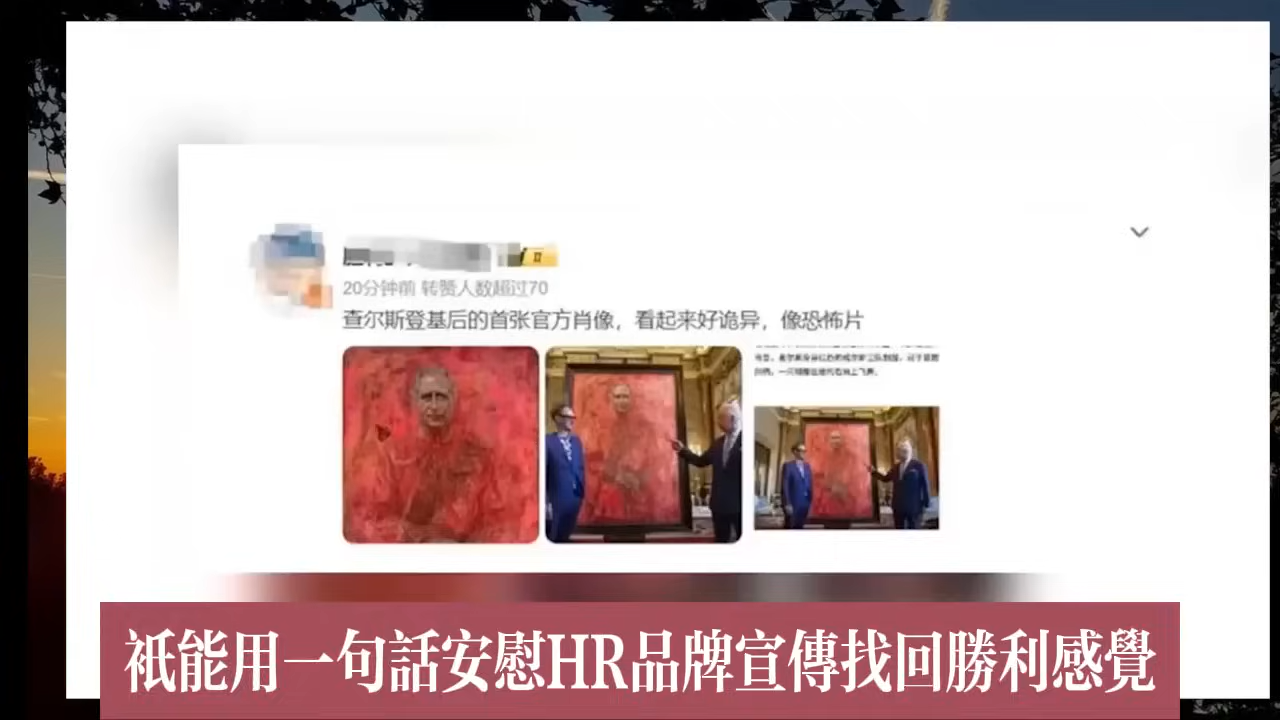 20分钟前 转赞人数超过70
查尔斯登基后的首张官方肖像，看起来好诡异，像恐怖片
衹能用一句話安慰HR品牌宣傳找回勝利感覺